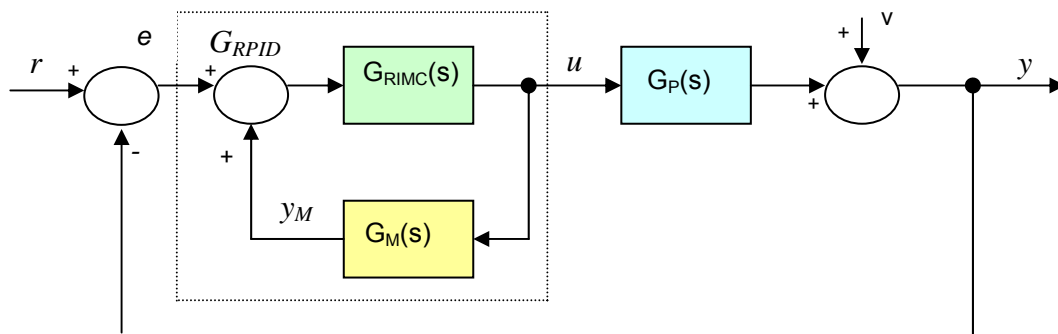 v
+
e
G_RPID
r
+
+
G_RIMC(s)
u
G_P(s)
+
y
-
+
y_M
G_M(s)